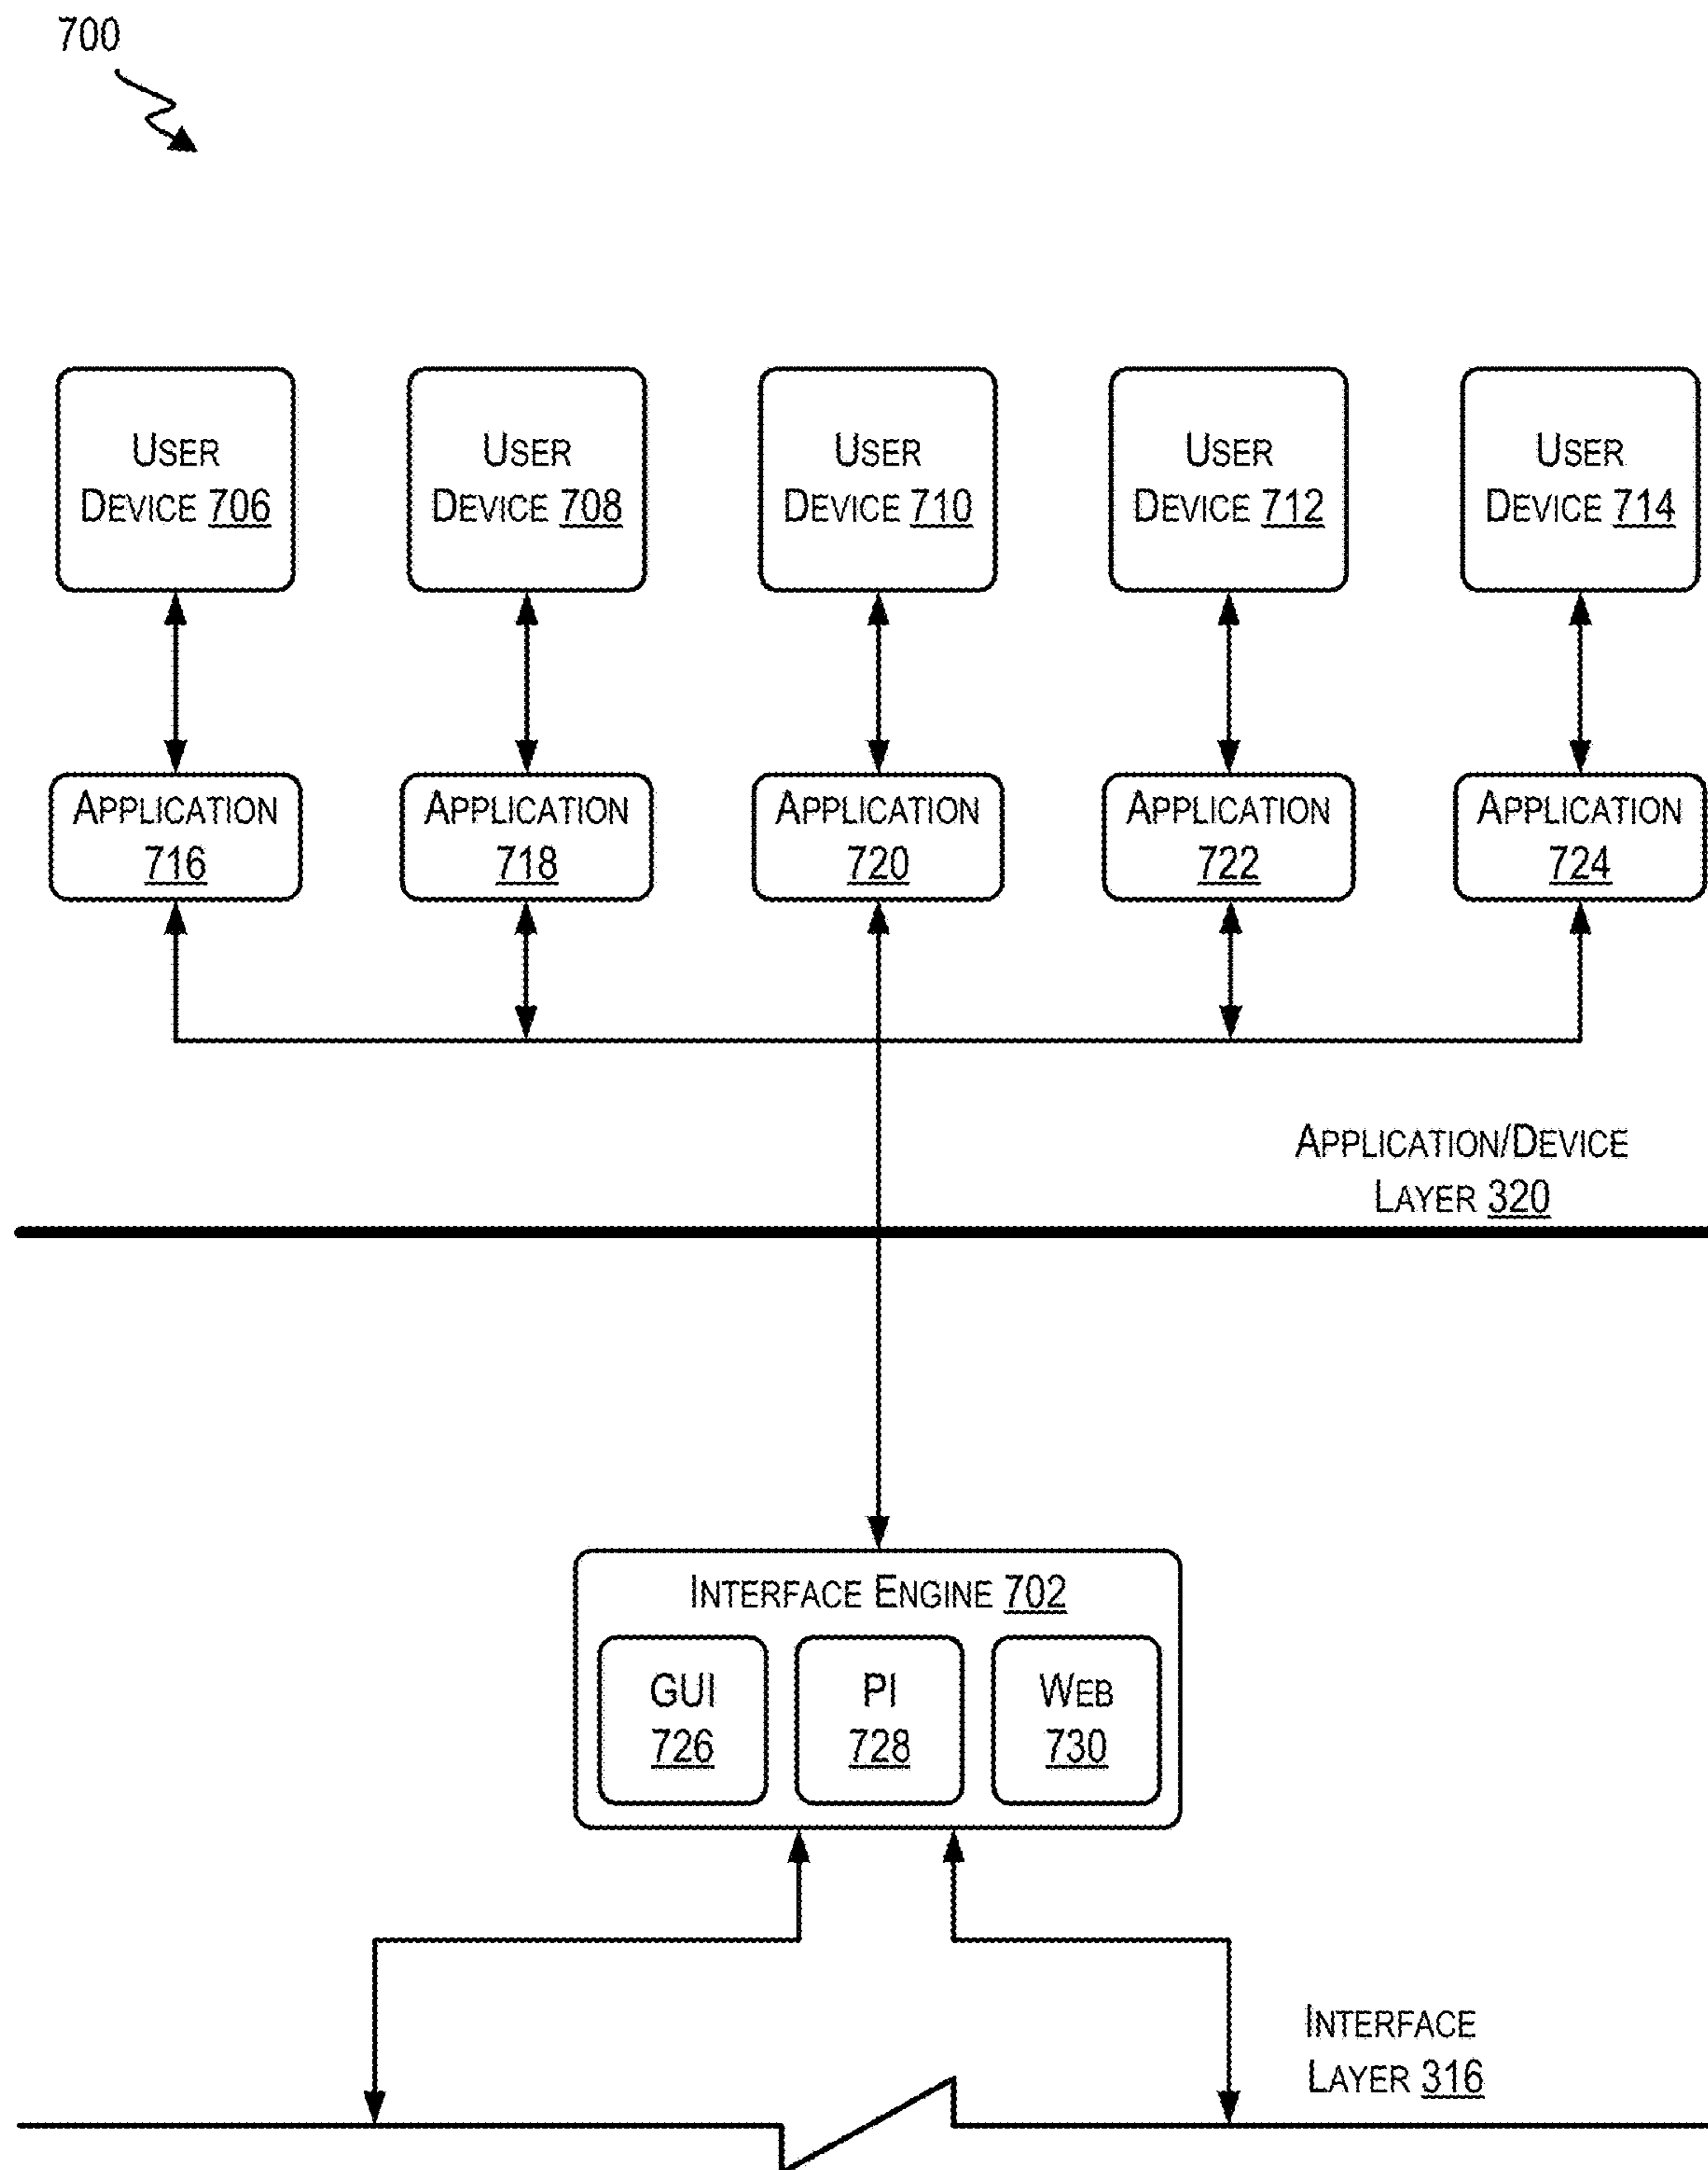 700
USER
DEVICE 706
USER
DEVICE 708
USER
DEVICE 710
USER
DEVICE 712
USER
DEVICE 714
APPLICATION
716
APPLICATION
718
APPLICATION
720
APPLICATION
722
APPLICATION
724
APPLICATION/DEVICE
LAYER 320
INTERFACE ENGINE 702
GUI
726
PI
728
WEB
730
INTERFACE
LAYER 316